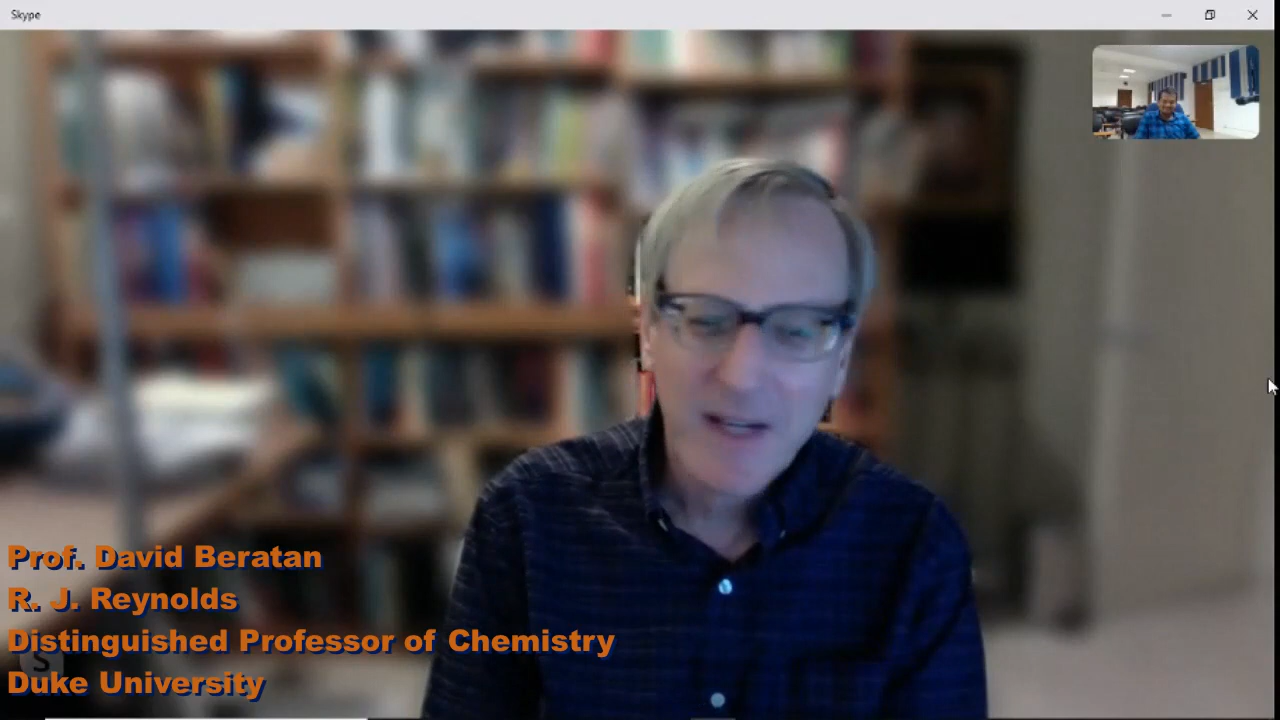 Skype
Prof. David Beratan
R. J. Reynolds
Distinguished Professor of Chemistry
S
Duke University